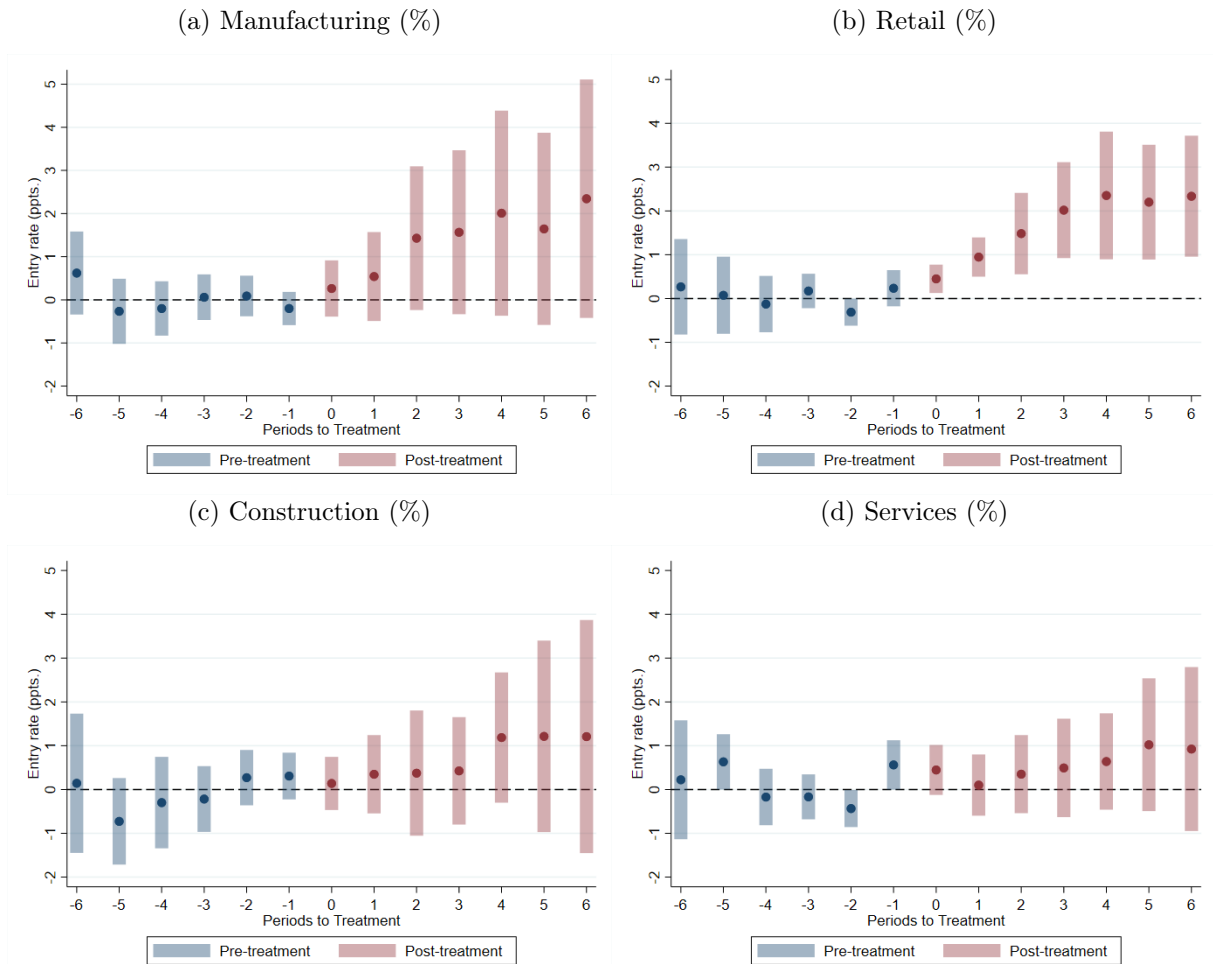 (a) Manufacturing (%)
Entry rate (ppts.)
5
4
3
2
1
0
-1
-2
-6 -5 -4 -3 -2 -1 0 1 2 3 4 5 6
Periods to Treatment
Pre-treatment Post-treatment
(b) Retail (%)
Entry rate (ppts.)
5
4
3
2
1
0
-1
-2
-6 -5 -4 -3 -2 -1 0 1 2 3 4 5 6
Periods to Treatment
Pre-treatment Post-treatment
(c) Construction (%)
Entry rate (ppts.)
5
4
3
2
1
0
-1
-2
-6 -5 -4 -3 -2 -1 0 1 2 3 4 5 6
Periods to Treatment
Pre-treatment Post-treatment
(d) Services (%)
Entry rate (ppts.)
5
4
3
2
1
0
-1
-2
-6 -5 -4 -3 -2 -1 0 1 2 3 4 5 6
Periods to Treatment
Pre-treatment Post-treatment